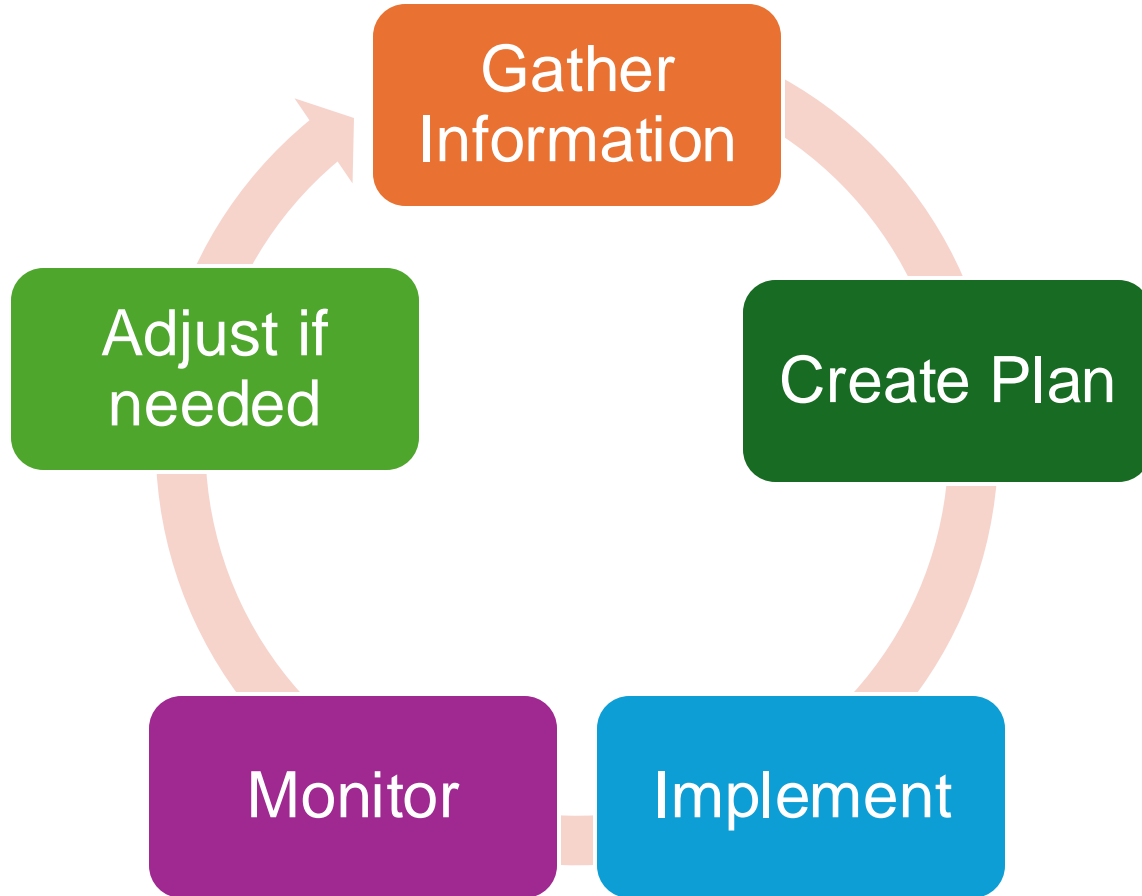 Gather
Information
Create Plan
Implement
Monitor
Adjust if
needed